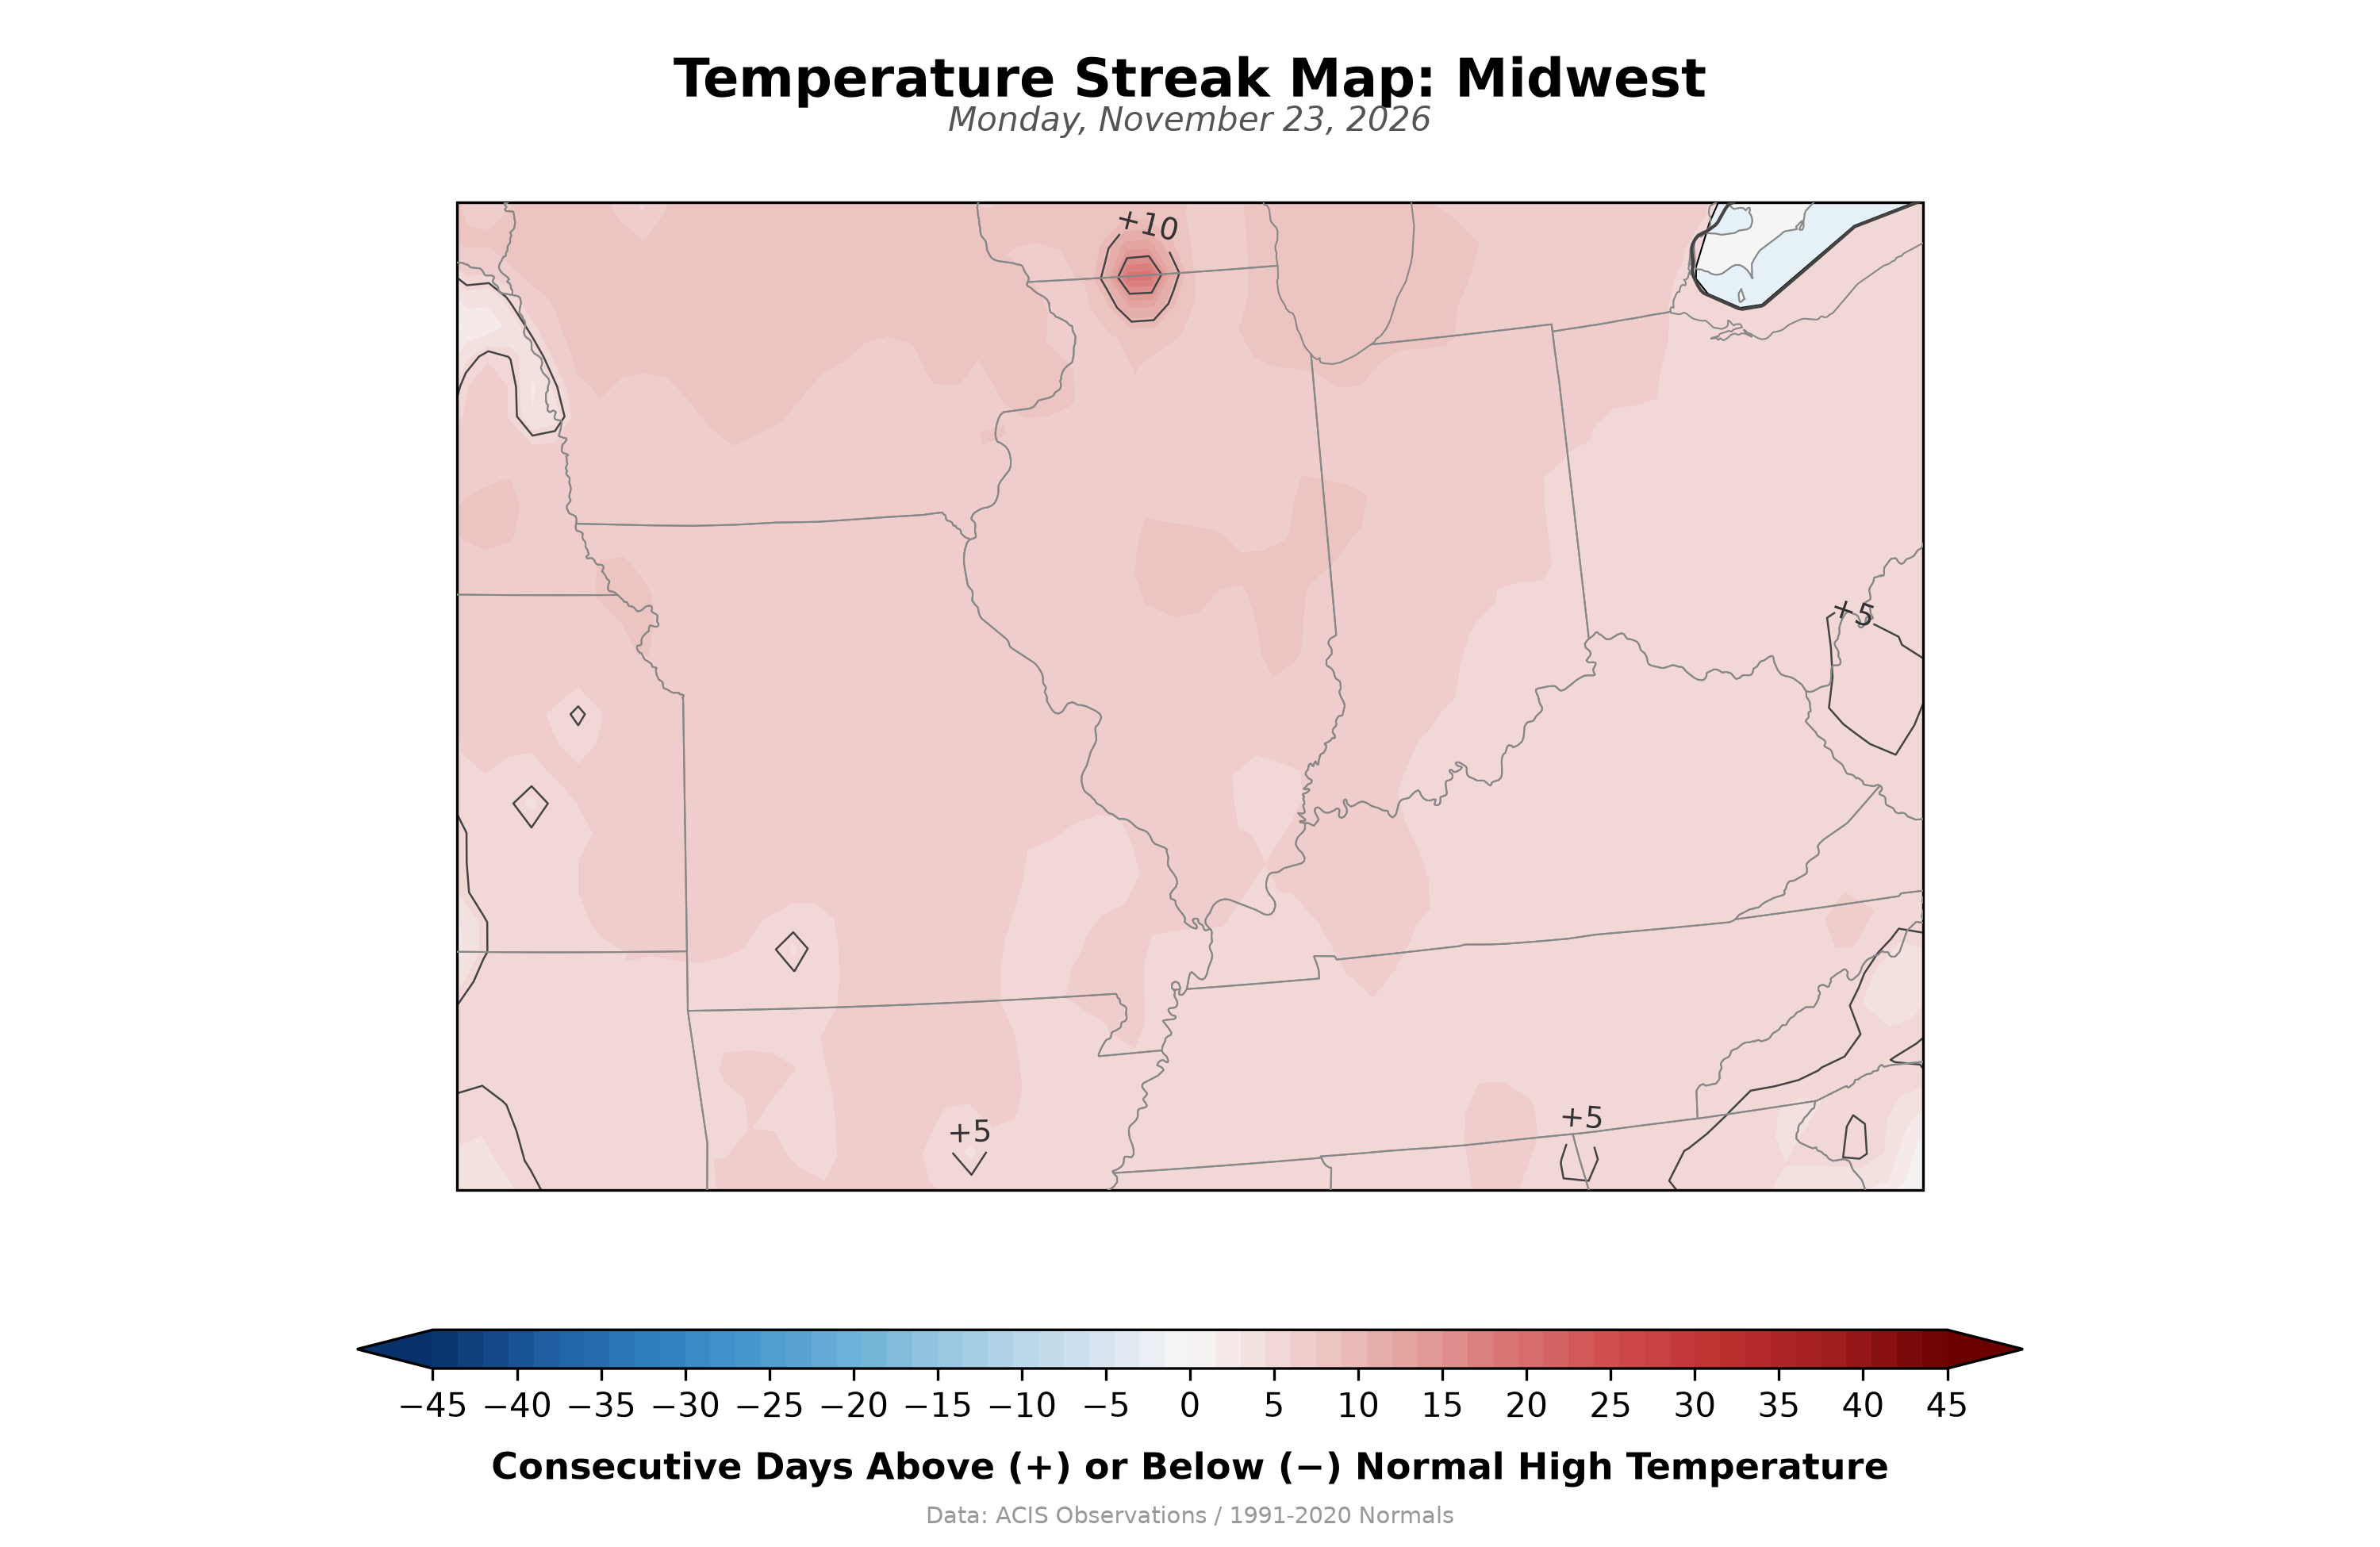 Temperature Streak Map: Midwest
Monday, November 23, 2026
+10
+5
+5
+5
−45 −40 −35 −30 −25 −20 −15 −10 −5 0 5 10 15 20 25 30 35 40 45
Consecutive Days Above (+) or Below (−) Normal High Temperature
Data: ACIS Observations / 1991-2020 Normals